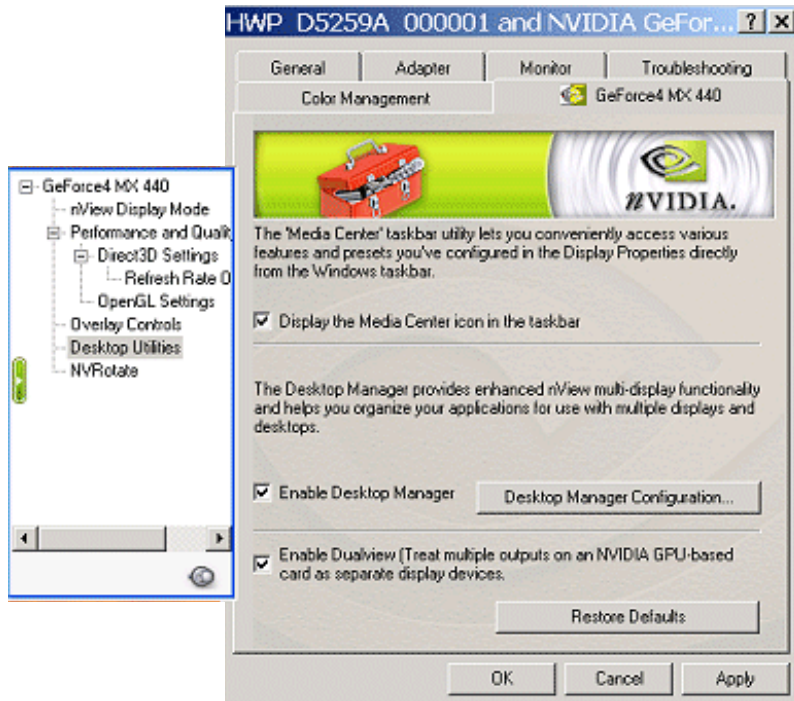 HWP D5259A 000001 and NVIDIA GeFor...
General Adapter Monitor Troubleshooting
Color Management GeForce4 MX 440
nVIDIA.
GeForce4 MX 440
nView Display Mode
Performance and Qualit
Direct3D Settings
Refresh Rate O
OpenGL Settings
Overlay Controls
Desktop Utilities
NVRotate
The 'Media Center' taskbar utility lets you conveniently access various
features and presets you've configured in the Display Properties directly
from the Windows taskbar.
Display the Media Center icon in the taskbar
The Desktop Manager provides enhanced nView multi-display functionality
and helps you organize your applications for use with multiple displays and
desktops.
Enable Desktop Manager Desktop Manager Configuration...
Enable Dualview (Treat multiple outputs on an NVIDIA GPU-based
card as separate display devices.
Restore Defaults
OK Cancel Apply